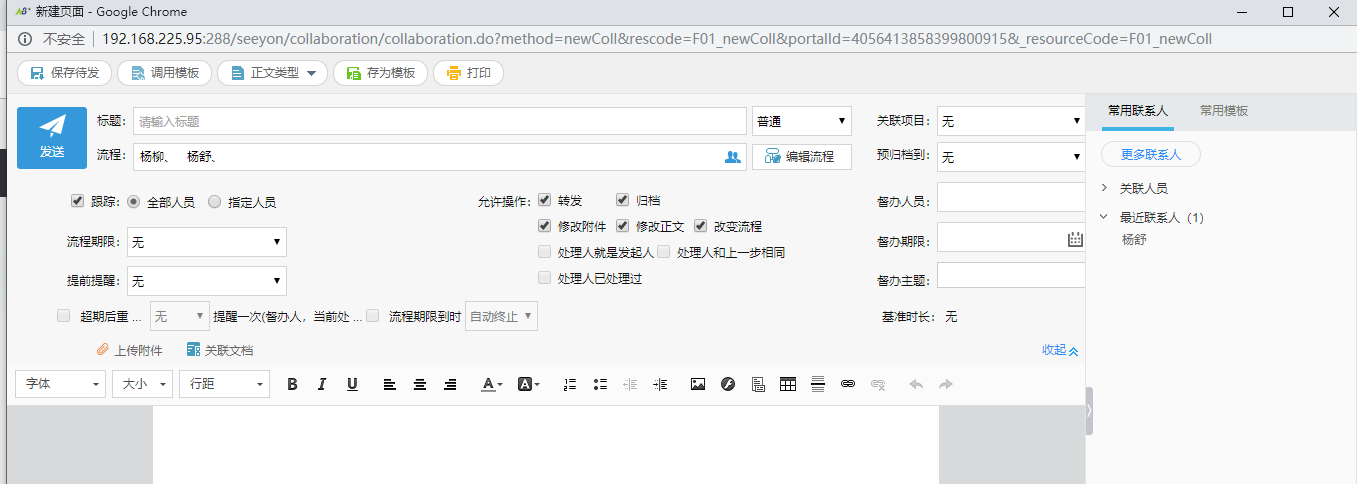 新建页面 - Google Chrome
不安全 192.168.225.95:288/seeyon/collaboration/collaboration.do?method=newColl&rescode=F01_newColl&portalId=4056413858399800915&_resourceCode=F01_newColl
保存待发 调用模板 正文类型 存为模板 打印
发送
标题： 请输入标题 普通 关联项目： 无
流程： 杨柳、 杨舒、 编辑流程 预归档到： 无
跟踪： 全部人员 指定人员 允许操作： 转发 归档 督办人员：
修改附件 修改正文 改变流程
流程期限： 无 督办期限：
处理人就是发起人 处理人和上一步相同
提前提醒： 无 处理人已处理过 督办主题：
超期后重 ... 无 提醒一次(督办人，当前处 ... 流程期限到时 自动终止 基准时长： 无
上传附件 关联文档 收起
字体 大小 行距 B I U A A
常用联系人 常用模板
更多联系人
关联人员
最近联系人（1）
杨舒